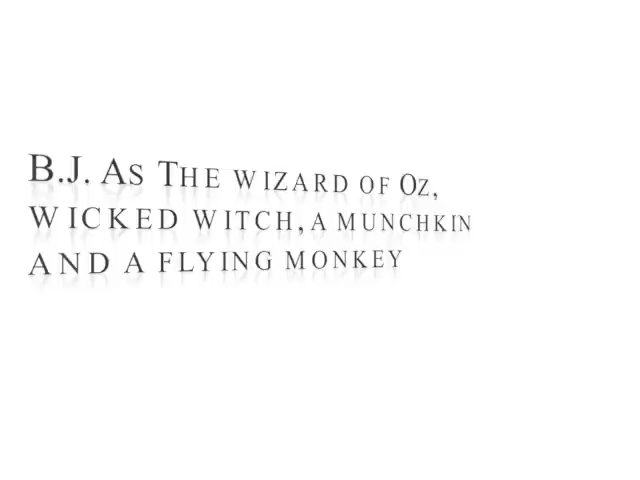 B.J. As The wizard of Oz,
wicked witch, a munchkin
and a flying monkey